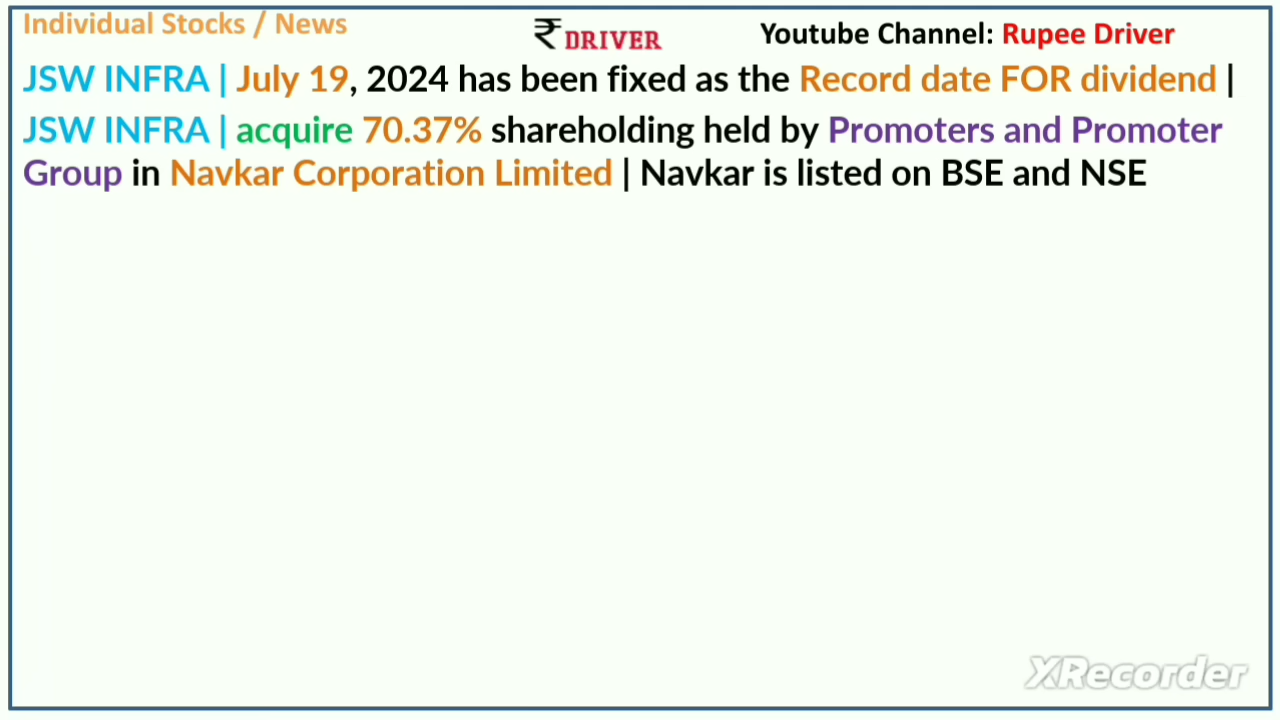 Individual Stocks / News
₹ DRIVER
Youtube Channel: Rupee Driver
JSW INFRA | July 19, 2024 has been fixed as the Record date FOR dividend |
JSW INFRA | acquire 70.37% shareholding held by Promoters and Promoter
Group in Navkar Corporation Limited | Navkar is listed on BSE and NSE
XRecorder